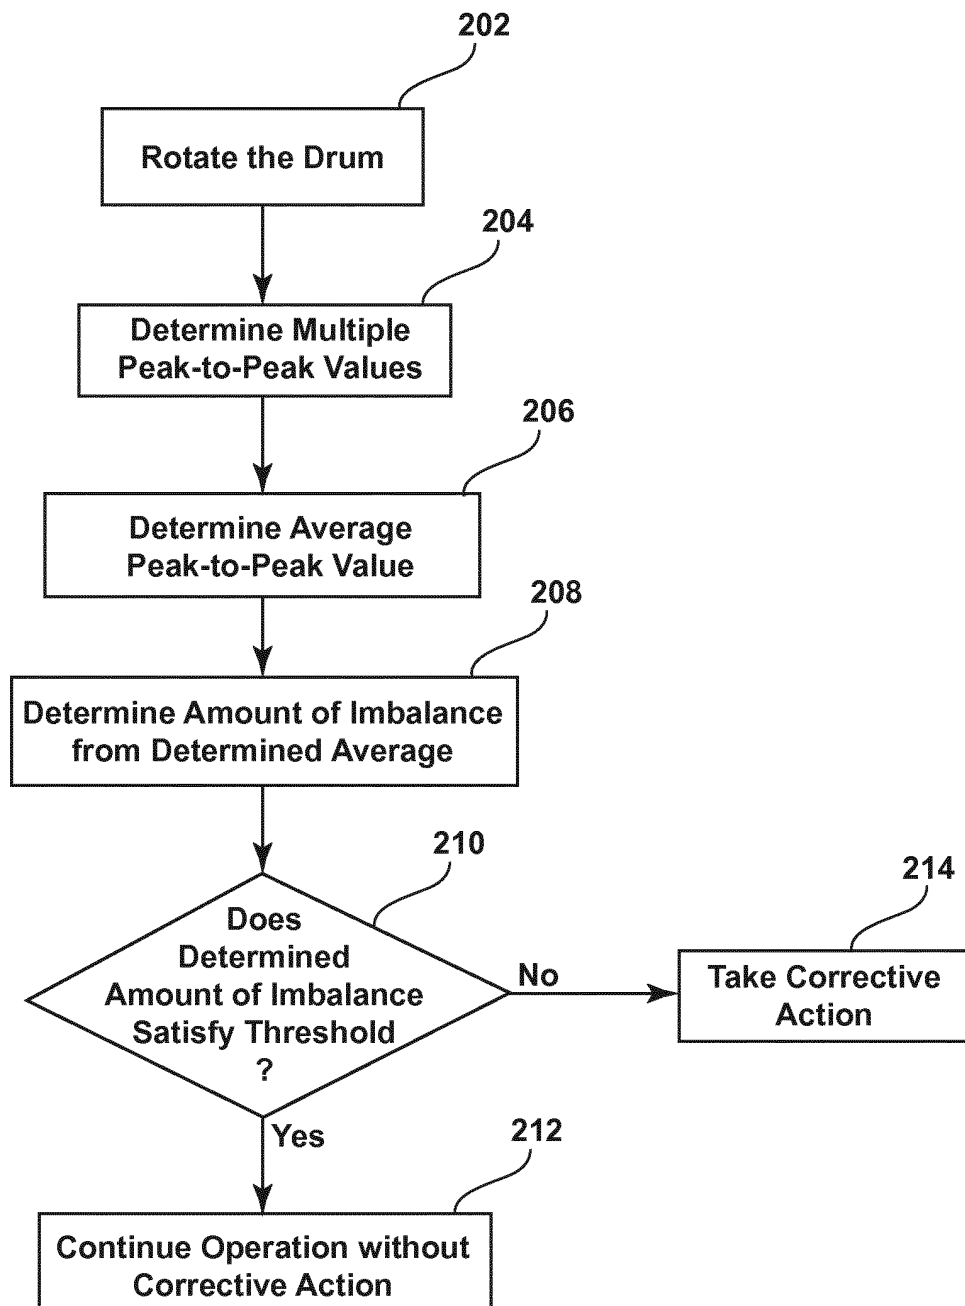 202
Rotate the Drum
204
Determine Multiple
Peak-to-Peak Values
206
Determine Average
Peak-to-Peak Value
208
Determine Amount of Imbalance
from Determined Average
210
Does
Determined
Amount of Imbalance
Satisfy Threshold
?
No
214
Take Corrective
Action
Yes
212
Continue Operation without
Corrective Action